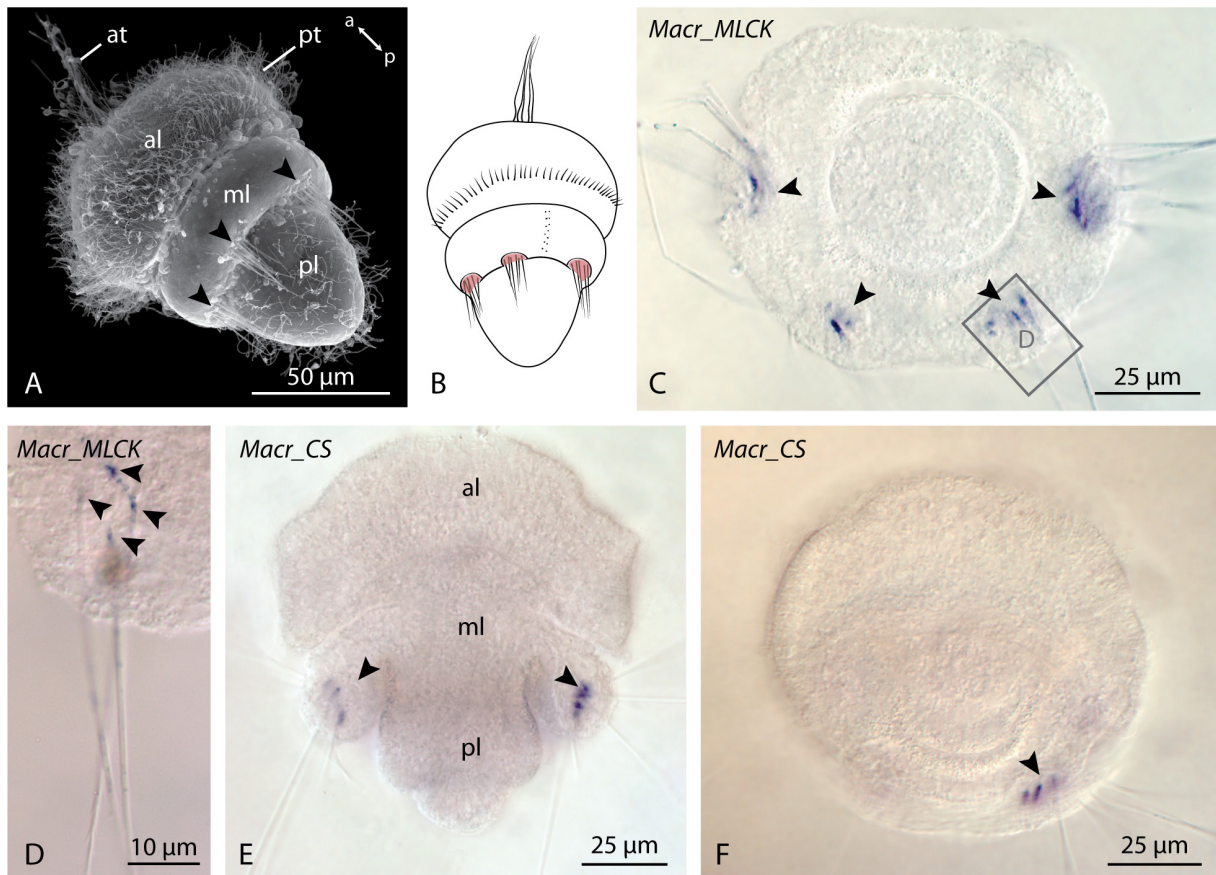 at
pt
a
p
al
ml
pl
A
50 µm
B
Macr_MLCK
D
C
25 µm
Macr_MLCK
D
10 µm
Macr_CS
al
ml
pl
E
25 µm
Macr_CS
F
25 µm